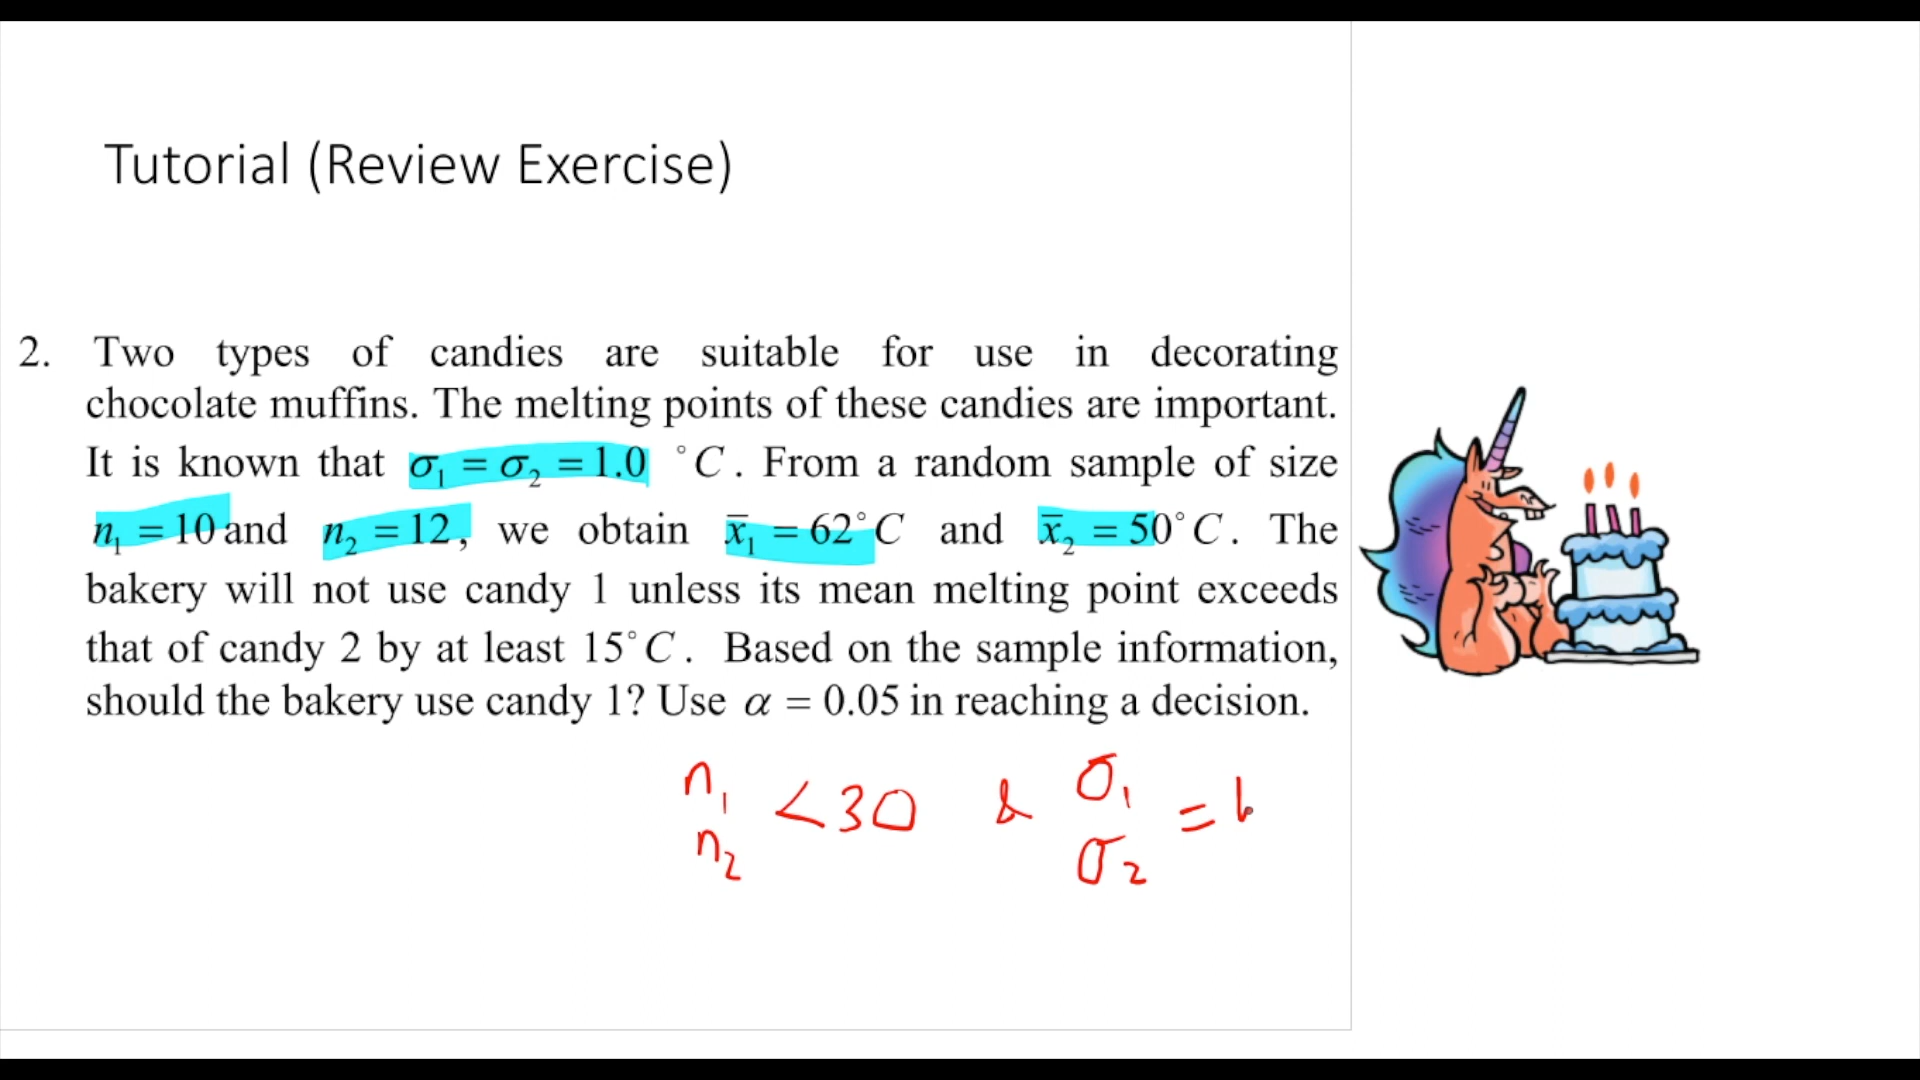 Tutorial (Review Exercise)
2. Two types of candies are suitable for use in decorating
chocolate muffins. The melting points of these candies are important.
It is known that σ₁ = σ₂ = 1.0 °C. From a random sample of size
n₁ = 10 and n₂ = 12, we obtain x̄₁ = 62°C and x̄₂ = 50°C. The
bakery will not use candy 1 unless its mean melting point exceeds
that of candy 2 by at least 15°C. Based on the sample information,
should the bakery use candy 1? Use α = 0.05 in reaching a decision.
n₁ < 30 & σ₁ =
n₂ σ₂